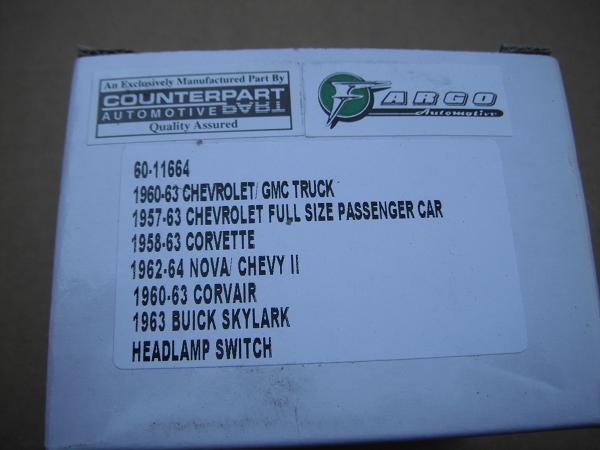 An Exclusively Manufactured Part By
COUNTERPART
AUTOMOTIVE PART
Quality Assured
FARGO
Automotive
60-11664
1960-63 CHEVROLET/ GMC TRUCK
1957-63 CHEVROLET FULL SIZE PASSENGER CAR
1958-63 CORVETTE
1962-64 NOVA/ CHEVY II
1960-63 CORVAIR
1963 BUICK SKYLARK
HEADLAMP SWITCH